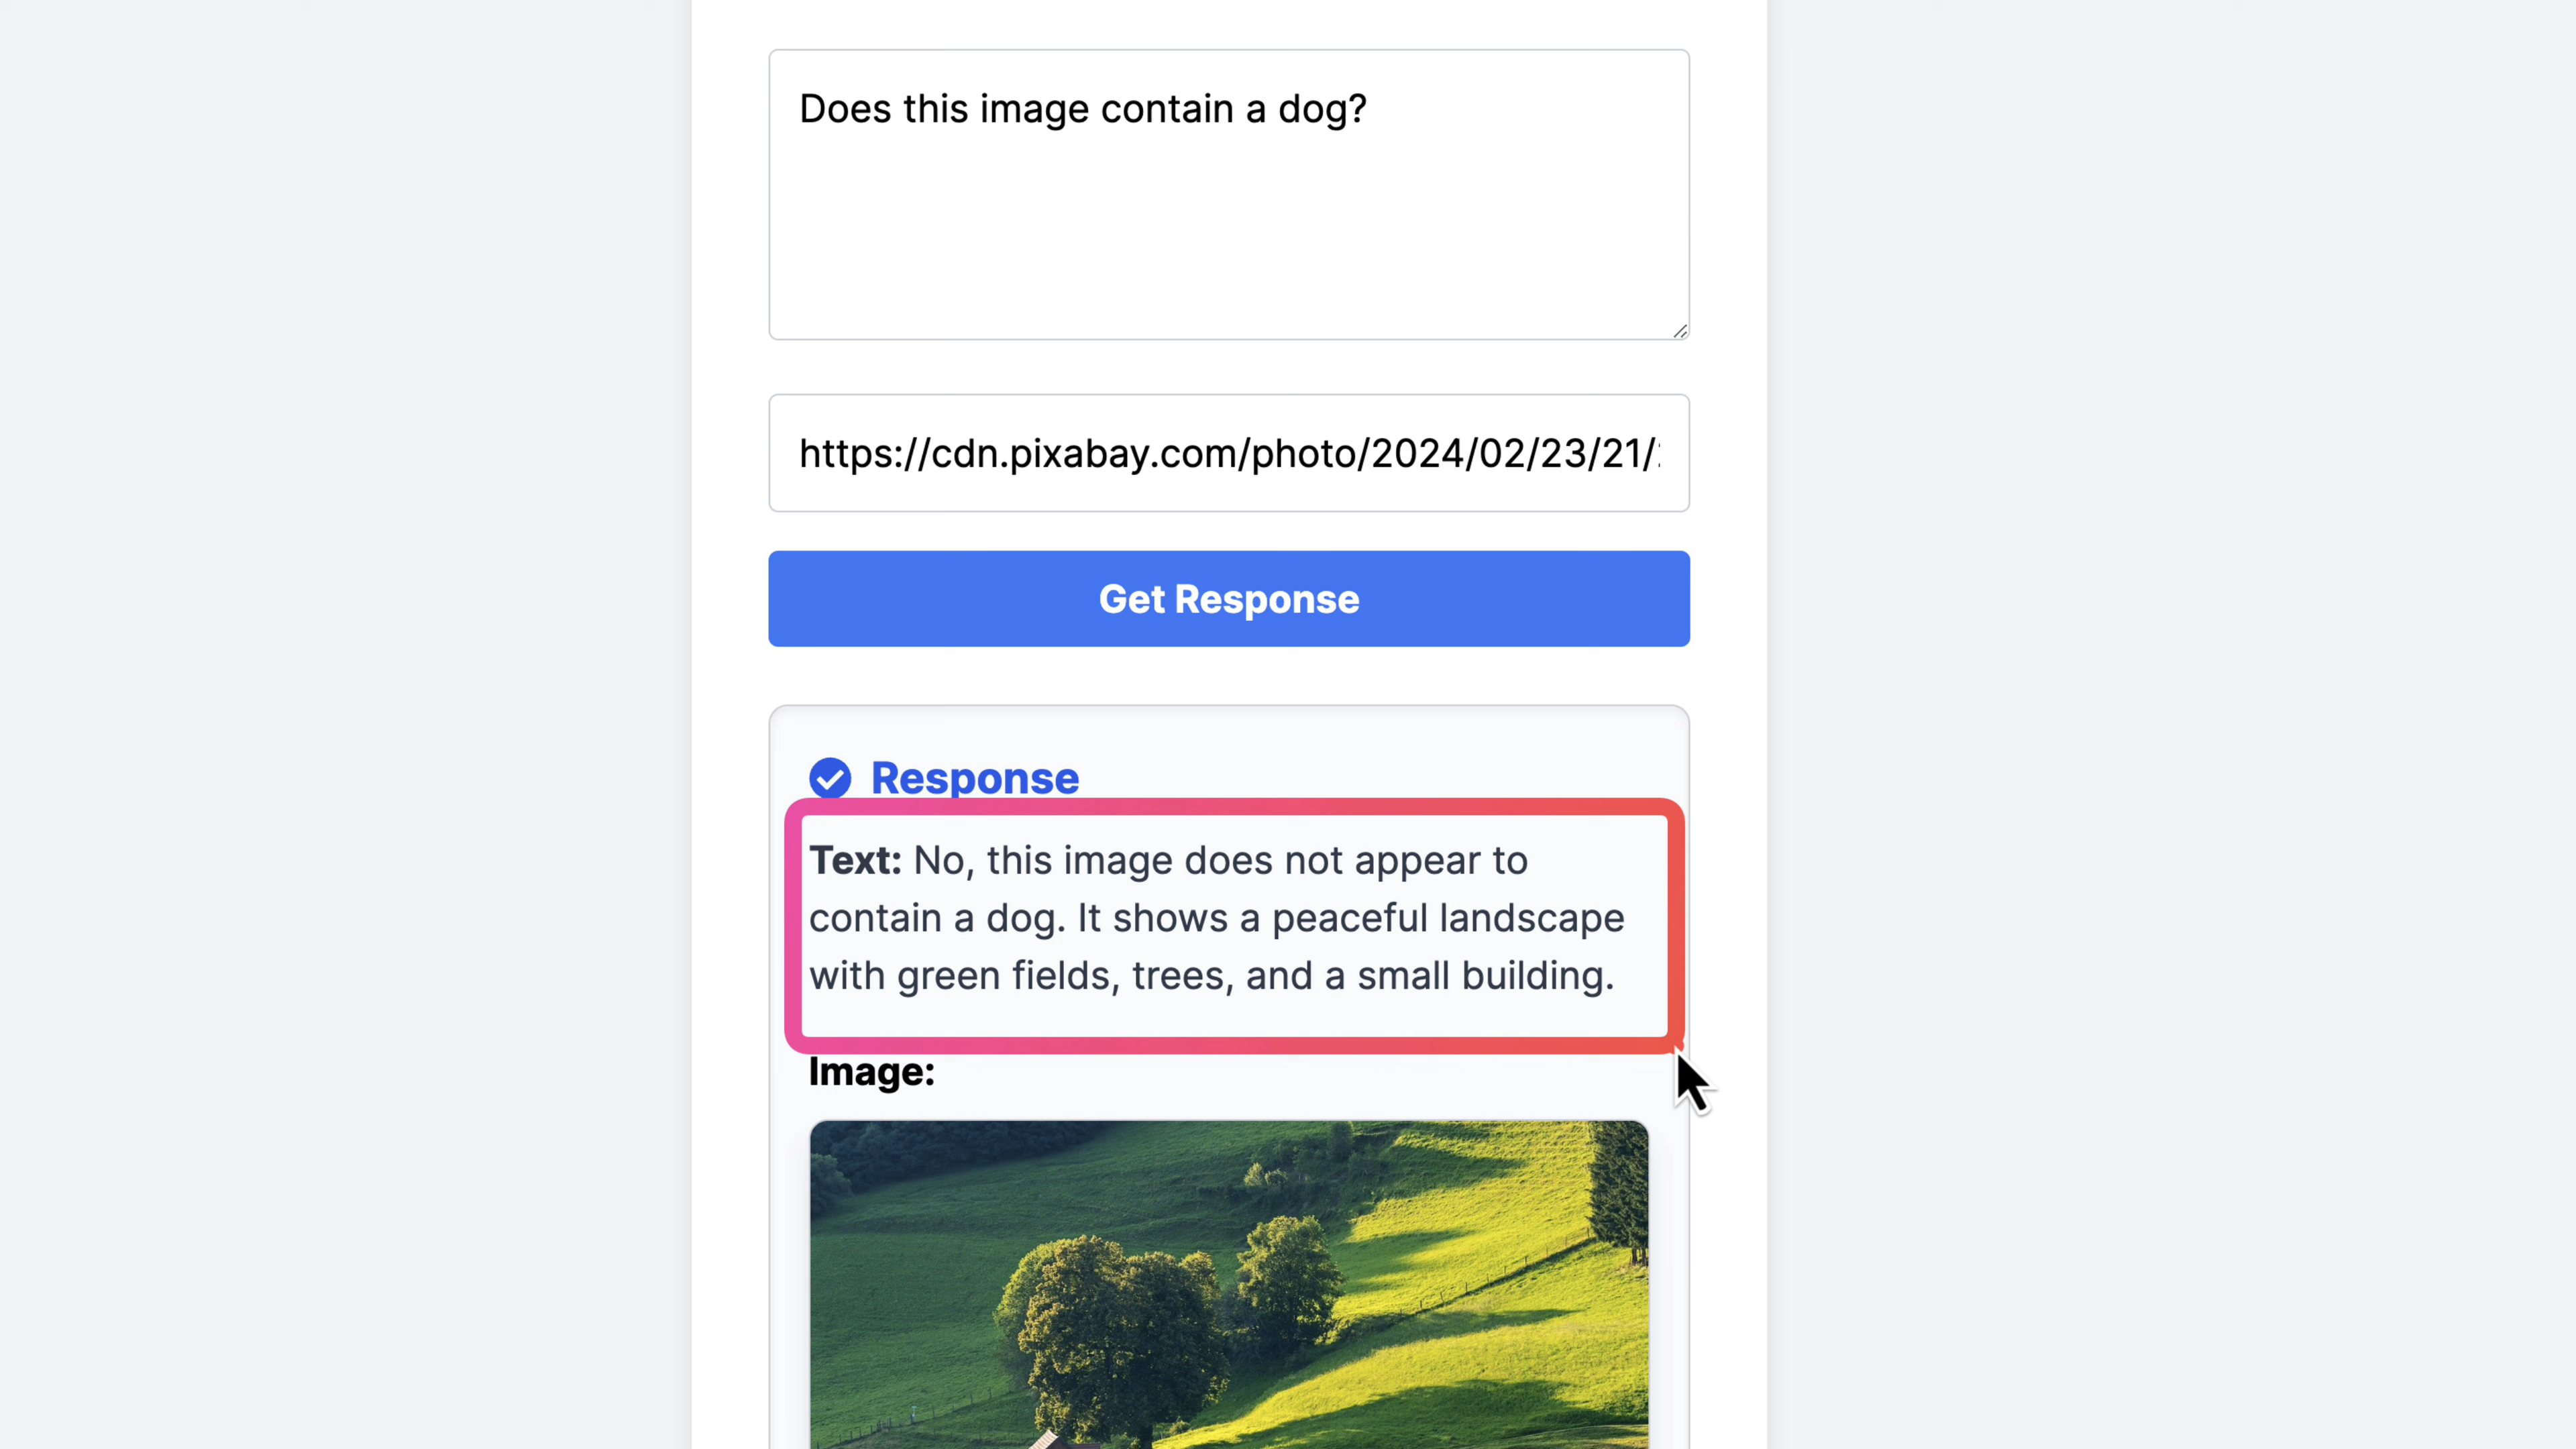 Does this image contain a dog?
https://cdn.pixabay.com/photo/2024/02/23/21/
Get Response
Response
Text: No, this image does not appear to
contain a dog. It shows a peaceful landscape
with green fields, trees, and a small building.
Image: